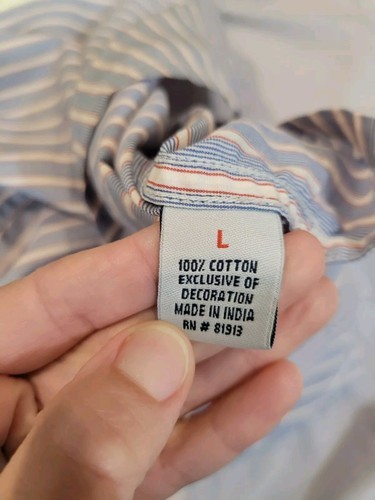 L
100% COTTON
EXCLUSIVE OF
DECORATION
MADE IN INDIA
RN # 81913